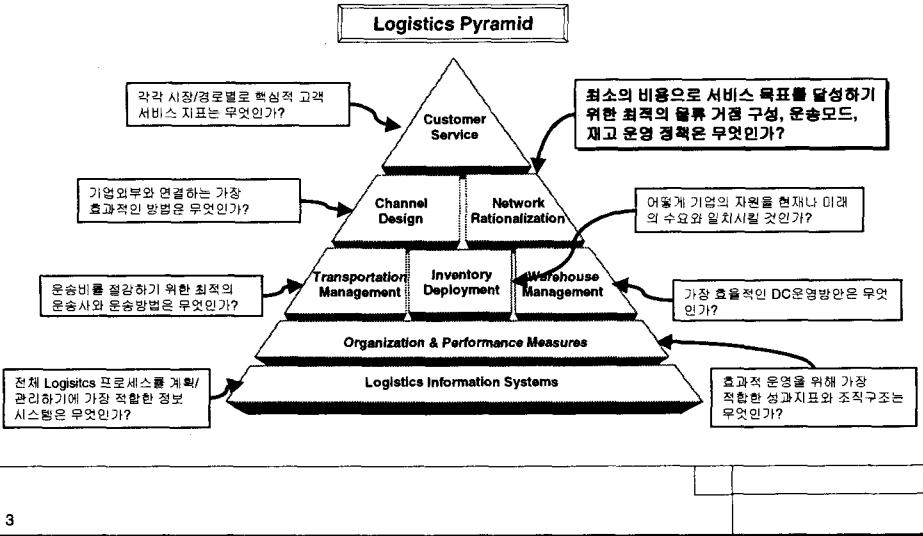 Logistics Pyramid
각각 시장/경로별로 핵심적 고객
서비스 지표는 무엇인가?
Customer
Service
최소의 비용으로 서비스 목표를 달성하기
위한 최적의 물류 거점 구성, 운송모드,
재고 운영 정책은 무엇인가?
기업외부와 연결하는 가장
효과적인 방법은 무엇인가?
Channel
Design
Network
Rationalization
어떻게 기업의 자원을 현재나 미래
의 수요와 일치시킬 것인가?
운송비를 절감하기 위한 최적의
운송사와 운송방법은 무엇인가?
Transportation
Management
Inventory
Deployment
Warehouse
Management
가장 효율적인 DC운영방안은 무엇
인가?
Organization & Performance Measures
전체 Logisitcs 프로세스를 계획/
관리하기에 가장 적합한 정보
시스템은 무엇인가?
Logistics Information Systems
효과적 운영을 위해 가장
적합한 성과지표와 조직구조는
무엇인가?
3